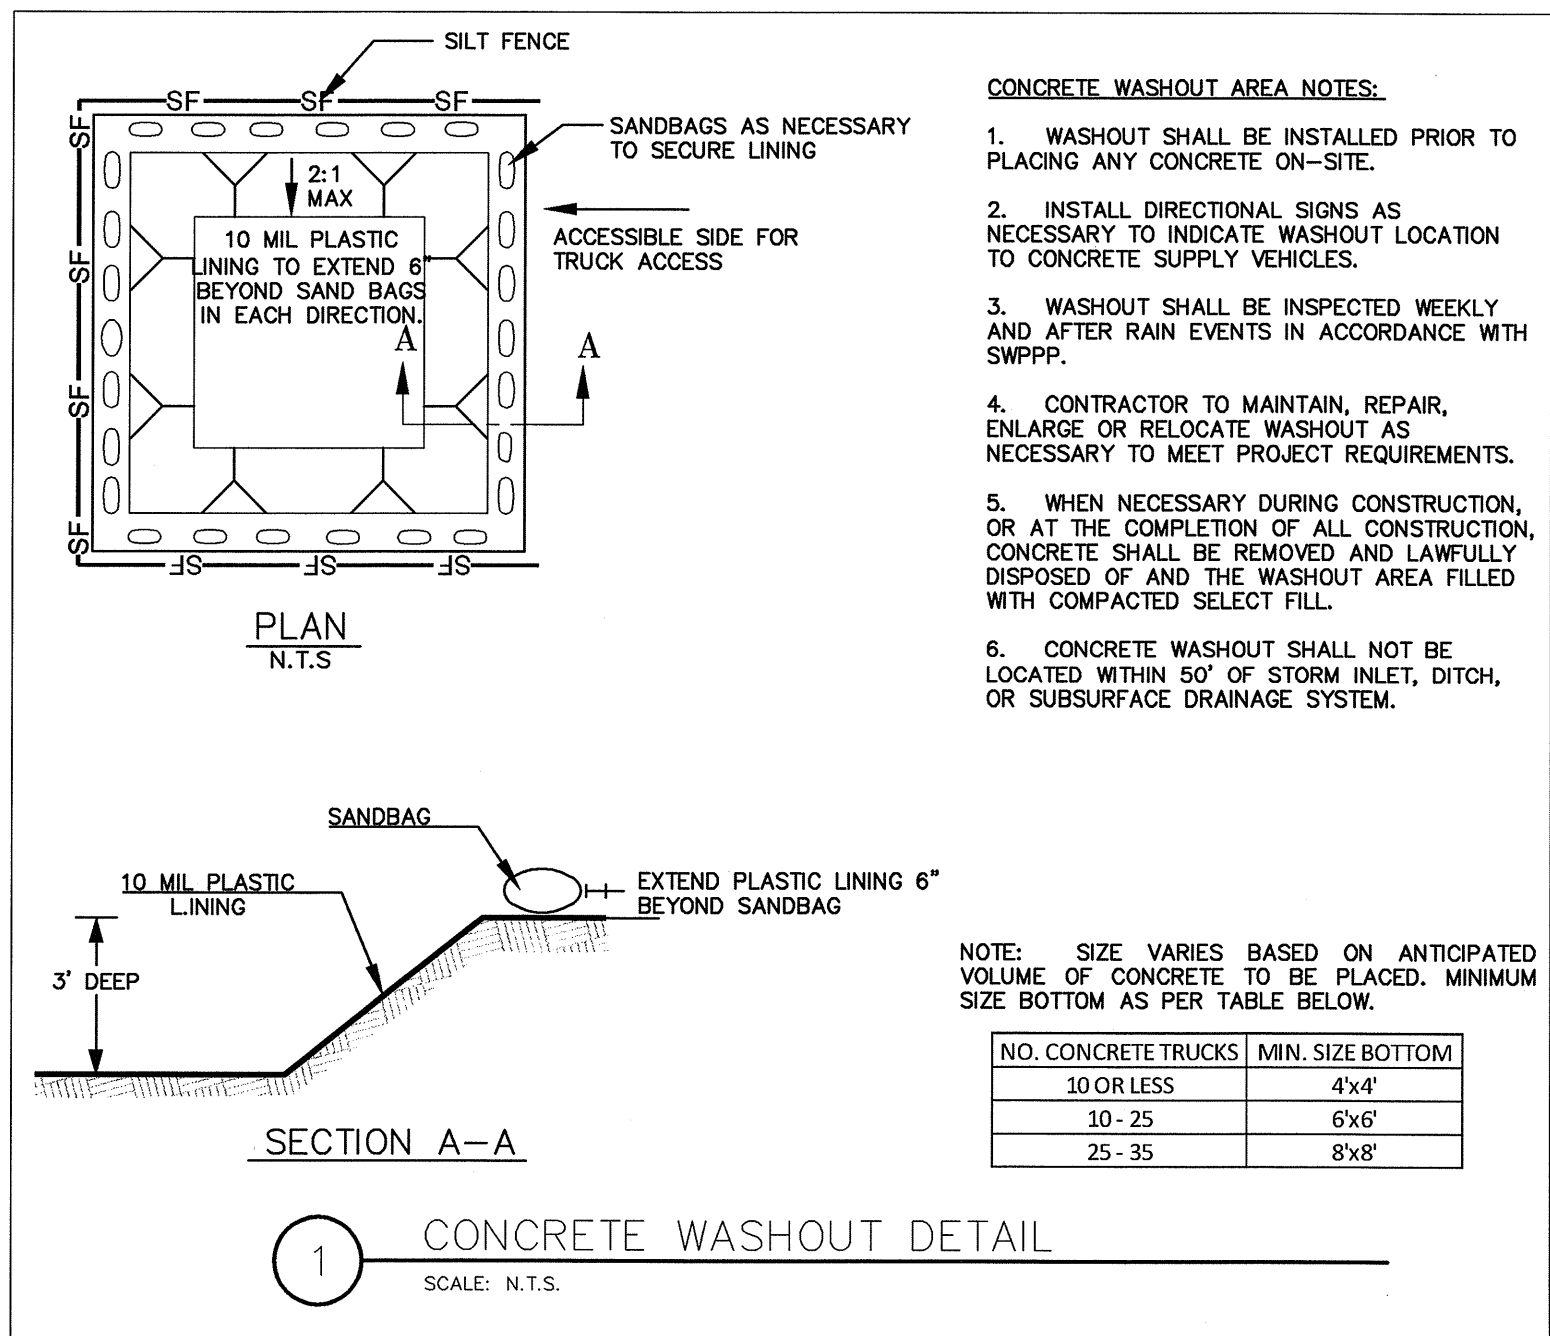 SILT FENCE
SF SF SF
SF
SF
SF
SF
SF SF SF
SANDBAGS AS NECESSARY
TO SECURE LINING
2:1
MAX
10 MIL PLASTIC
LINING TO EXTEND 6"
BEYOND SAND BAGS
IN EACH DIRECTION.
ACCESSIBLE SIDE FOR
TRUCK ACCESS
A A
PLAN
N.T.S
CONCRETE WASHOUT AREA NOTES:
1. WASHOUT SHALL BE INSTALLED PRIOR TO
PLACING ANY CONCRETE ON-SITE.
2. INSTALL DIRECTIONAL SIGNS AS
NECESSARY TO INDICATE WASHOUT LOCATION
TO CONCRETE SUPPLY VEHICLES.
3. WASHOUT SHALL BE INSPECTED WEEKLY
AND AFTER RAIN EVENTS IN ACCORDANCE WITH
SWPPP.
4. CONTRACTOR TO MAINTAIN, REPAIR,
ENLARGE OR RELOCATE WASHOUT AS
NECESSARY TO MEET PROJECT REQUIREMENTS.
5. WHEN NECESSARY DURING CONSTRUCTION,
OR AT THE COMPLETION OF ALL CONSTRUCTION,
CONCRETE SHALL BE REMOVED AND LAWFULLY
DISPOSED OF AND THE WASHOUT AREA FILLED
WITH COMPACTED SELECT FILL.
6. CONCRETE WASHOUT SHALL NOT BE
LOCATED WITHIN 50' OF STORM INLET, DITCH,
OR SUBSURFACE DRAINAGE SYSTEM.
SANDBAG
10 MIL PLASTIC
L.INING
EXTEND PLASTIC LINING 6"
BEYOND SANDBAG
3' DEEP
SECTION A-A
NOTE: SIZE VARIES BASED ON ANTICIPATED
VOLUME OF CONCRETE TO BE PLACED. MINIMUM
SIZE BOTTOM AS PER TABLE BELOW.
NO. CONCRETE TRUCKS MIN. SIZE BOTTOM
10 OR LESS 4'x4'
10 - 25 6'x6'
25 - 35 8'x8'
1 CONCRETE WASHOUT DETAIL
SCALE: N.T.S.